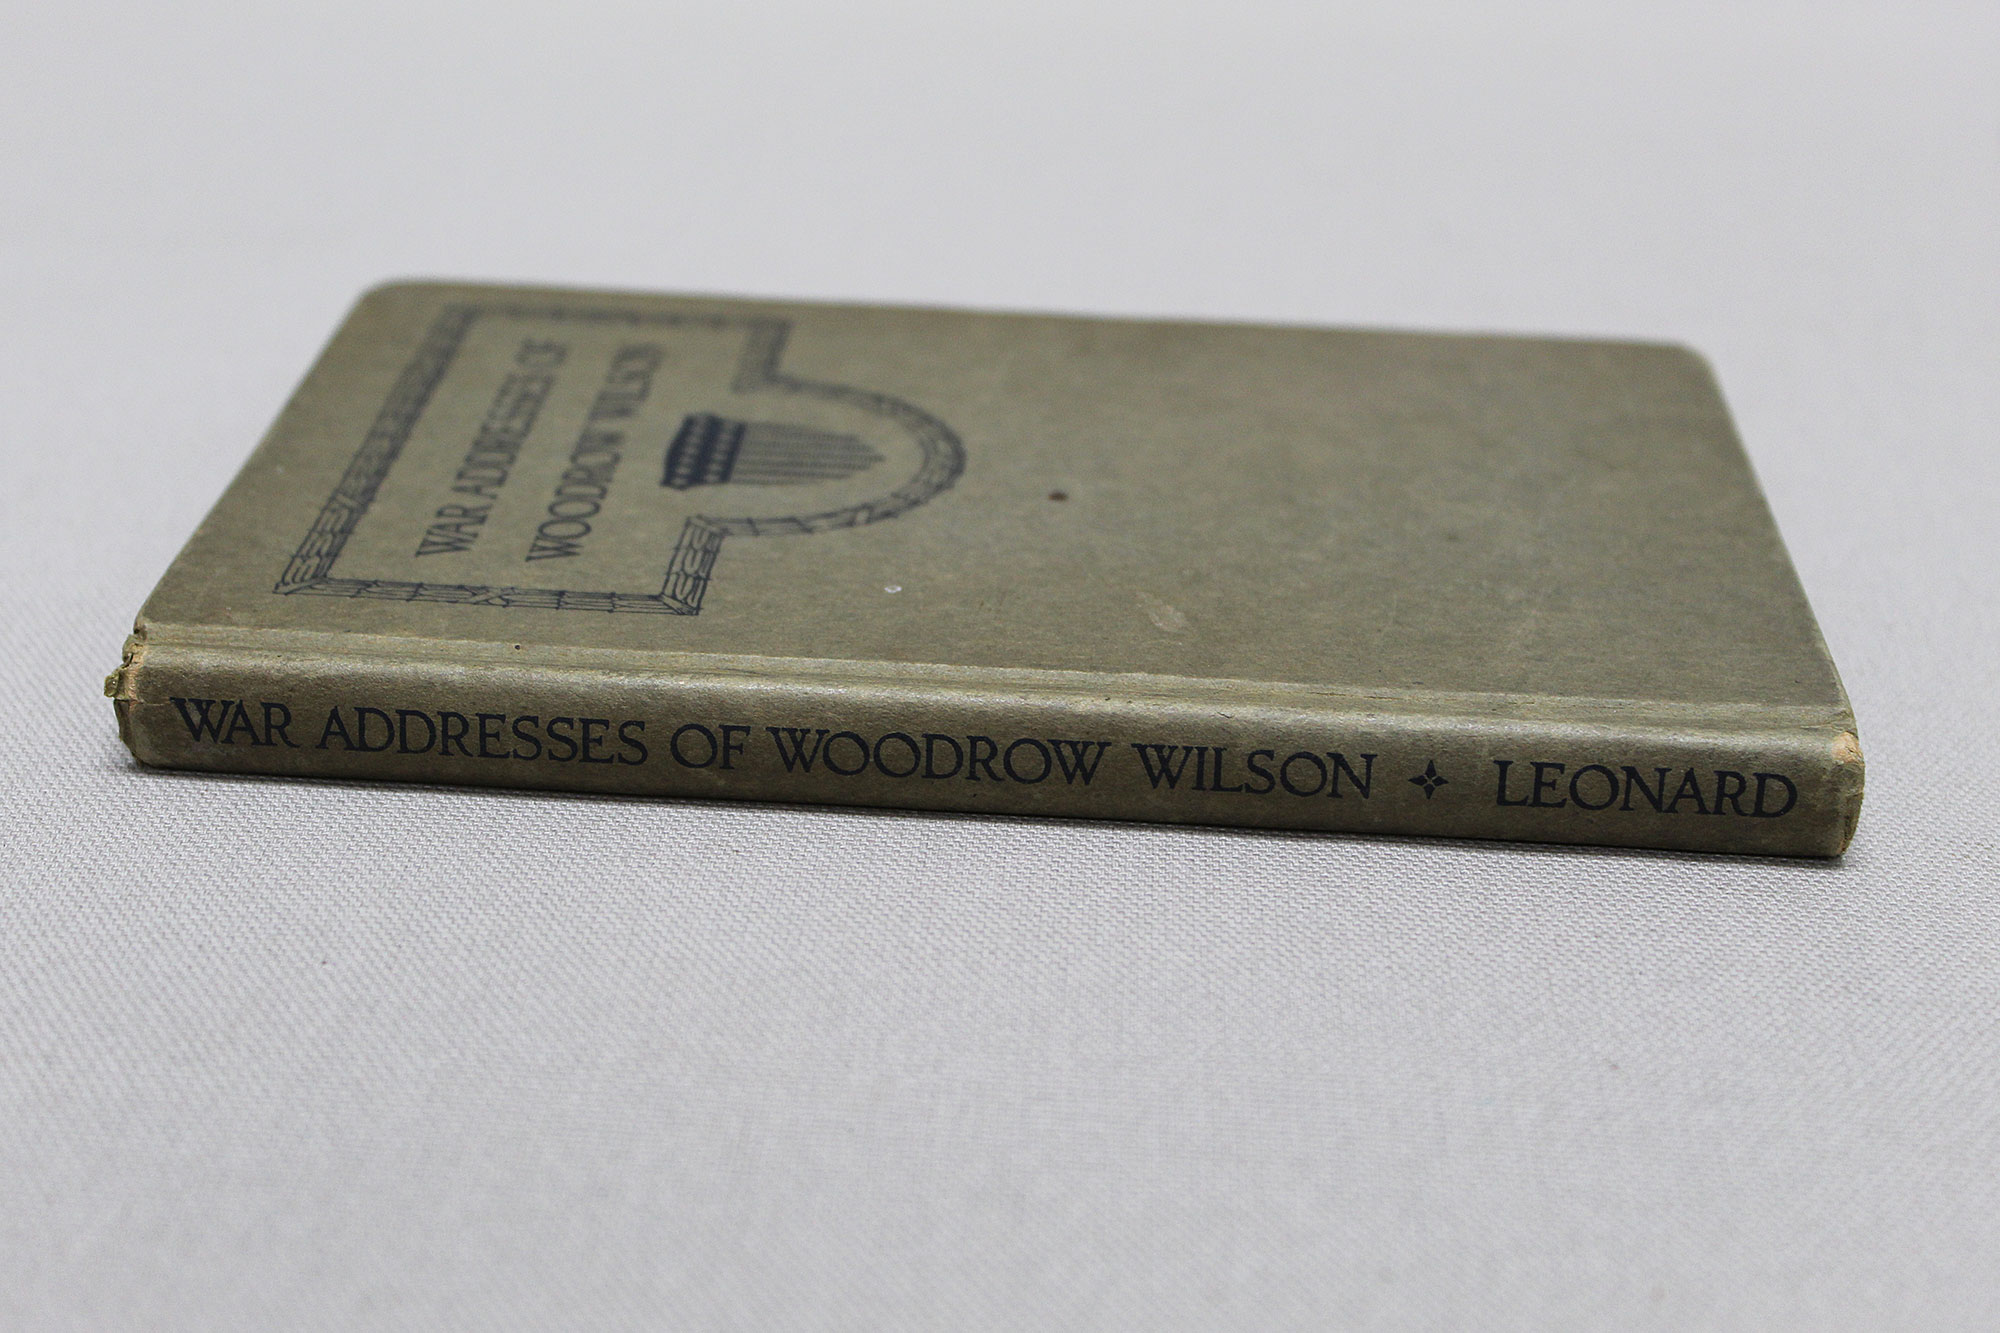 WAR ADDRESSES OF
WOODROW WILSON
WAR ADDRESSES OF WOODROW WILSON ✦ LEONARD